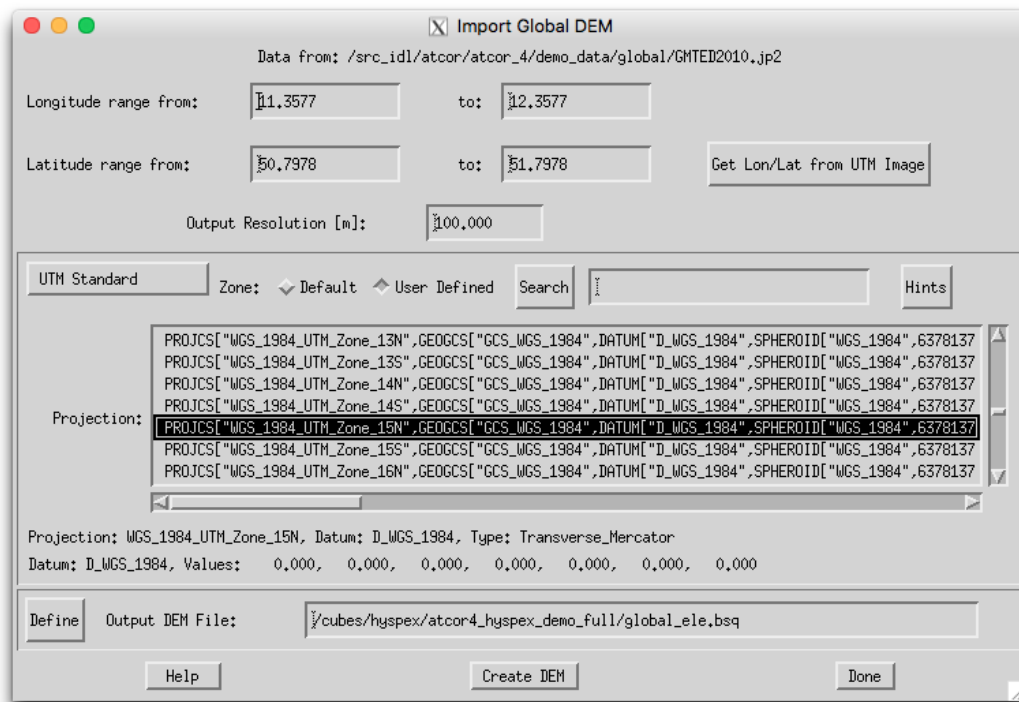 Import Global DEM
Data from: /src_idl/atcor/atcor_4/demo_data/global/GMTED2010.jp2
Longitude range from: 11.3577 to: 12.3577
Latitude range from: 50.7978 to: 51.7978 Get Lon/Lat from UTM Image
Output Resolution [m]: 100.000
UTM Standard Zone: Default User Defined Search Hints
PROJCS["WGS_1984_UTM_Zone_13N",GEOGCS["GCS_WGS_1984",DATUM["D_WGS_1984",SPHEROID["WGS_1984",6378137
PROJCS["WGS_1984_UTM_Zone_13S",GEOGCS["GCS_WGS_1984",DATUM["D_WGS_1984",SPHEROID["WGS_1984",6378137
PROJCS["WGS_1984_UTM_Zone_14N",GEOGCS["GCS_WGS_1984",DATUM["D_WGS_1984",SPHEROID["WGS_1984",6378137
PROJCS["WGS_1984_UTM_Zone_14S",GEOGCS["GCS_WGS_1984",DATUM["D_WGS_1984",SPHEROID["WGS_1984",6378137
Projection: PROJCS["WGS_1984_UTM_Zone_15N",GEOGCS["GCS_WGS_1984",DATUM["D_WGS_1984",SPHEROID["WGS_1984",6378137
PROJCS["WGS_1984_UTM_Zone_15S",GEOGCS["GCS_WGS_1984",DATUM["D_WGS_1984",SPHEROID["WGS_1984",6378137
PROJCS["WGS_1984_UTM_Zone_16N",GEOGCS["GCS_WGS_1984",DATUM["D_WGS_1984",SPHEROID["WGS_1984",6378137
Projection: WGS_1984_UTM_Zone_15N, Datum: D_WGS_1984, Type: Transverse_Mercator
Datum: D_WGS_1984, Values: 0.000, 0.000, 0.000, 0.000, 0.000, 0.000, 0.000
Define Output DEM File: /cubes/hyspex/atcor4_hyspex_demo_full/global_ele.bsq
Help Create DEM Done